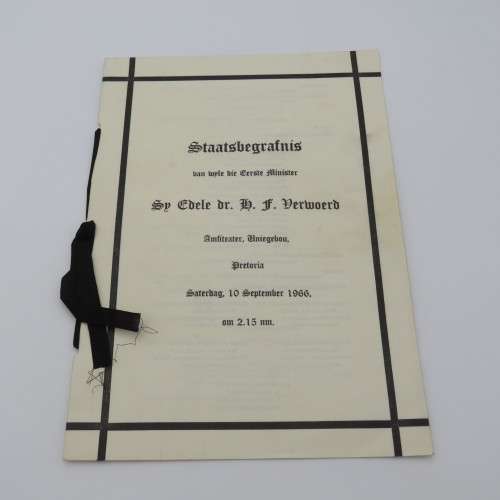 Staatsbegrafnis
van wyle die Eerste Minister
Sy Edele dr. H. F. Verwoerd
Amfiteater, Uniegebou,
Pretoria
Saterdag, 10 September 1966,
om 2.15 nm.